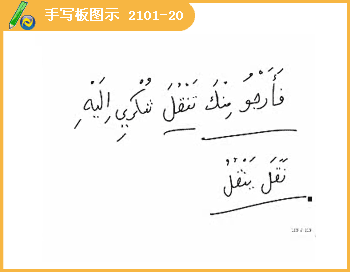 手写板图示 2101-20
فَأَرْجُو مِنْكَ تَنْقُلَ شُكْرِي اِلَيْهِ
نَقَلَ يَنْقُلُ